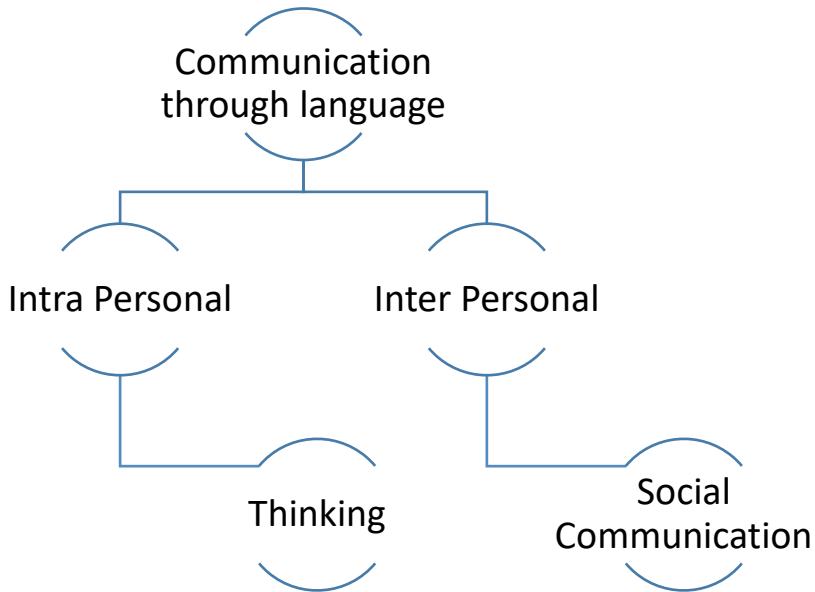 Communication
through language
Intra Personal
Inter Personal
Thinking
Social
Communication